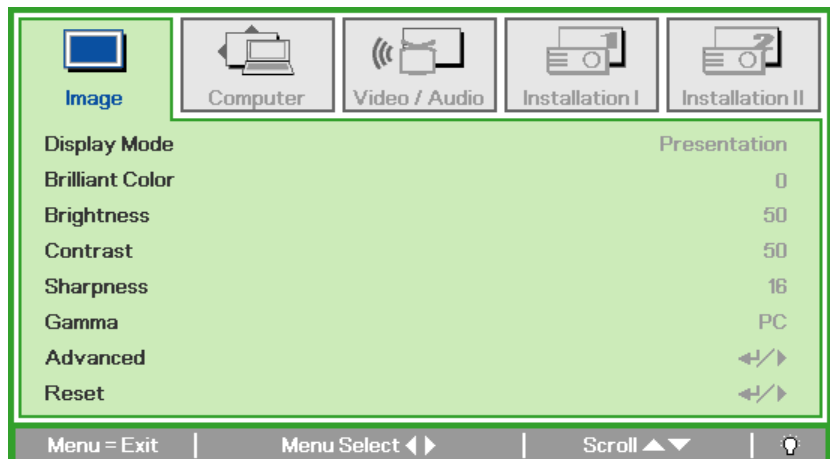 Image Computer Video / Audio Installation I Installation II
Display Mode Presentation
Brilliant Color 0
Brightness 50
Contrast 50
Sharpness 16
Gamma PC
Advanced ↵/▶
Reset ↵/▶
Menu = Exit | Menu Select ◀▶ | Scroll ▲▼ |